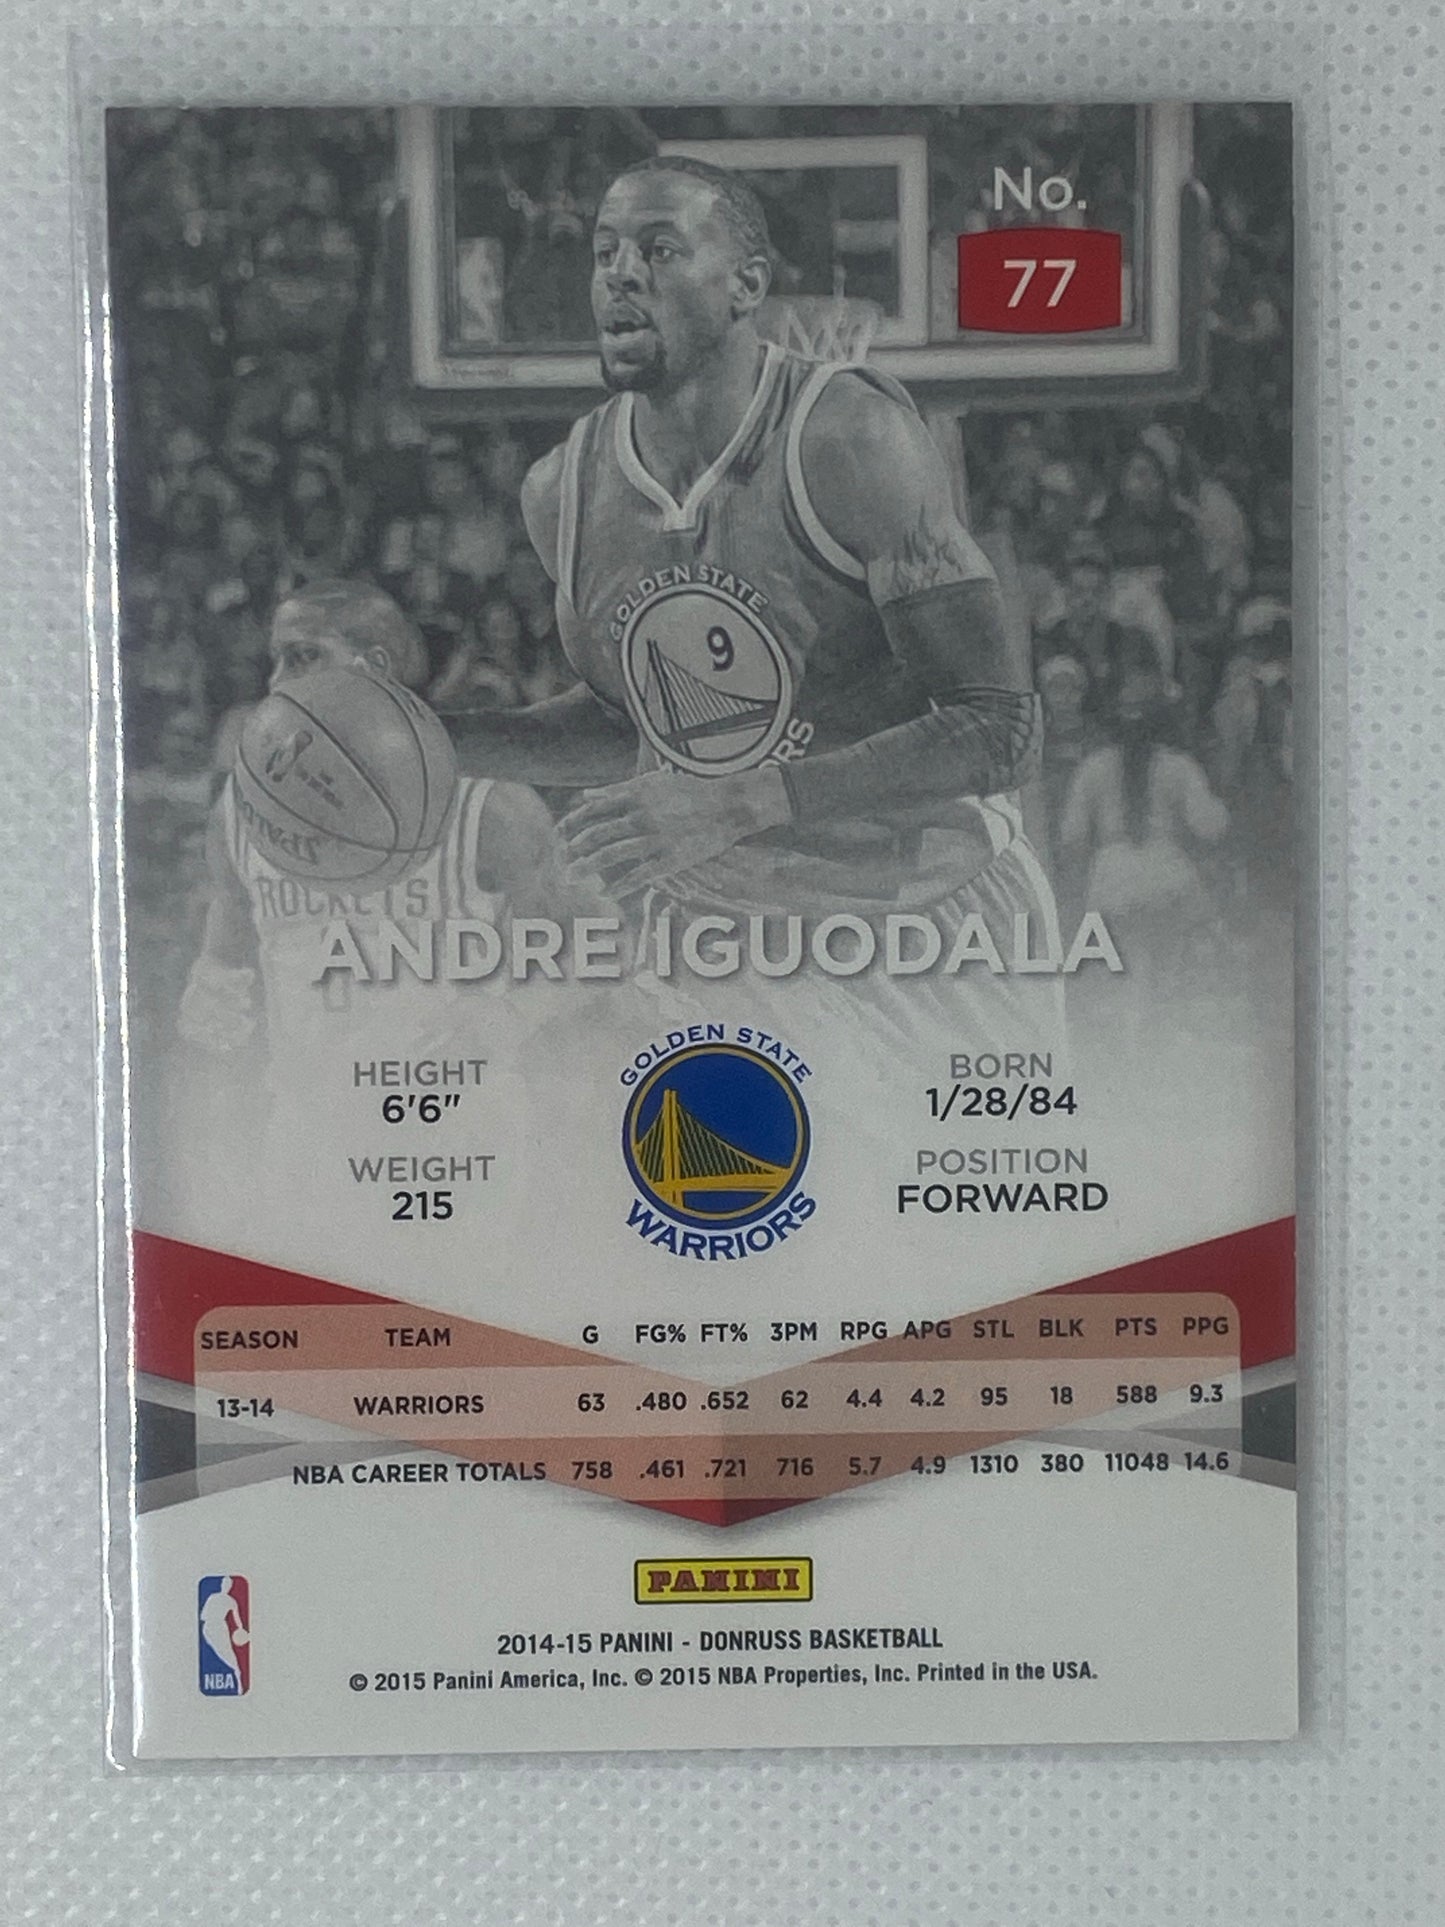 No.
77
GOLDEN STATE
9
ROCKETS
ANDRE IGUODALA
HEIGHT
6'6"
WEIGHT
215
GOLDEN STATE
WARRIORS
BORN
1/28/84
POSITION
FORWARD
SEASON TEAM G FG% FT% 3PM RPG APG STL BLK PTS PPG
13-14 WARRIORS 63 .480 .652 62 4.4 4.2 95 18 588 9.3
NBA CAREER TOTALS 758 .461 .721 716 5.7 4.9 1310 380 11048 14.6
PANINI
NBA
2014-15 PANINI - DONRUSS BASKETBALL
© 2015 Panini America, Inc. © 2015 NBA Properties, Inc. Printed in the USA.